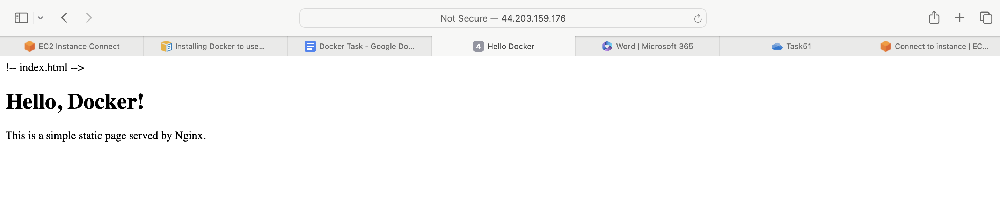 Not Secure — 44.203.159.176
EC2 Instance Connect
Installing Docker to use...
Docker Task - Google Do...
4 Hello Docker
Word | Microsoft 365
Task51
Connect to instance | EC...
!-- index.html -->
Hello, Docker!
This is a simple static page served by Nginx.